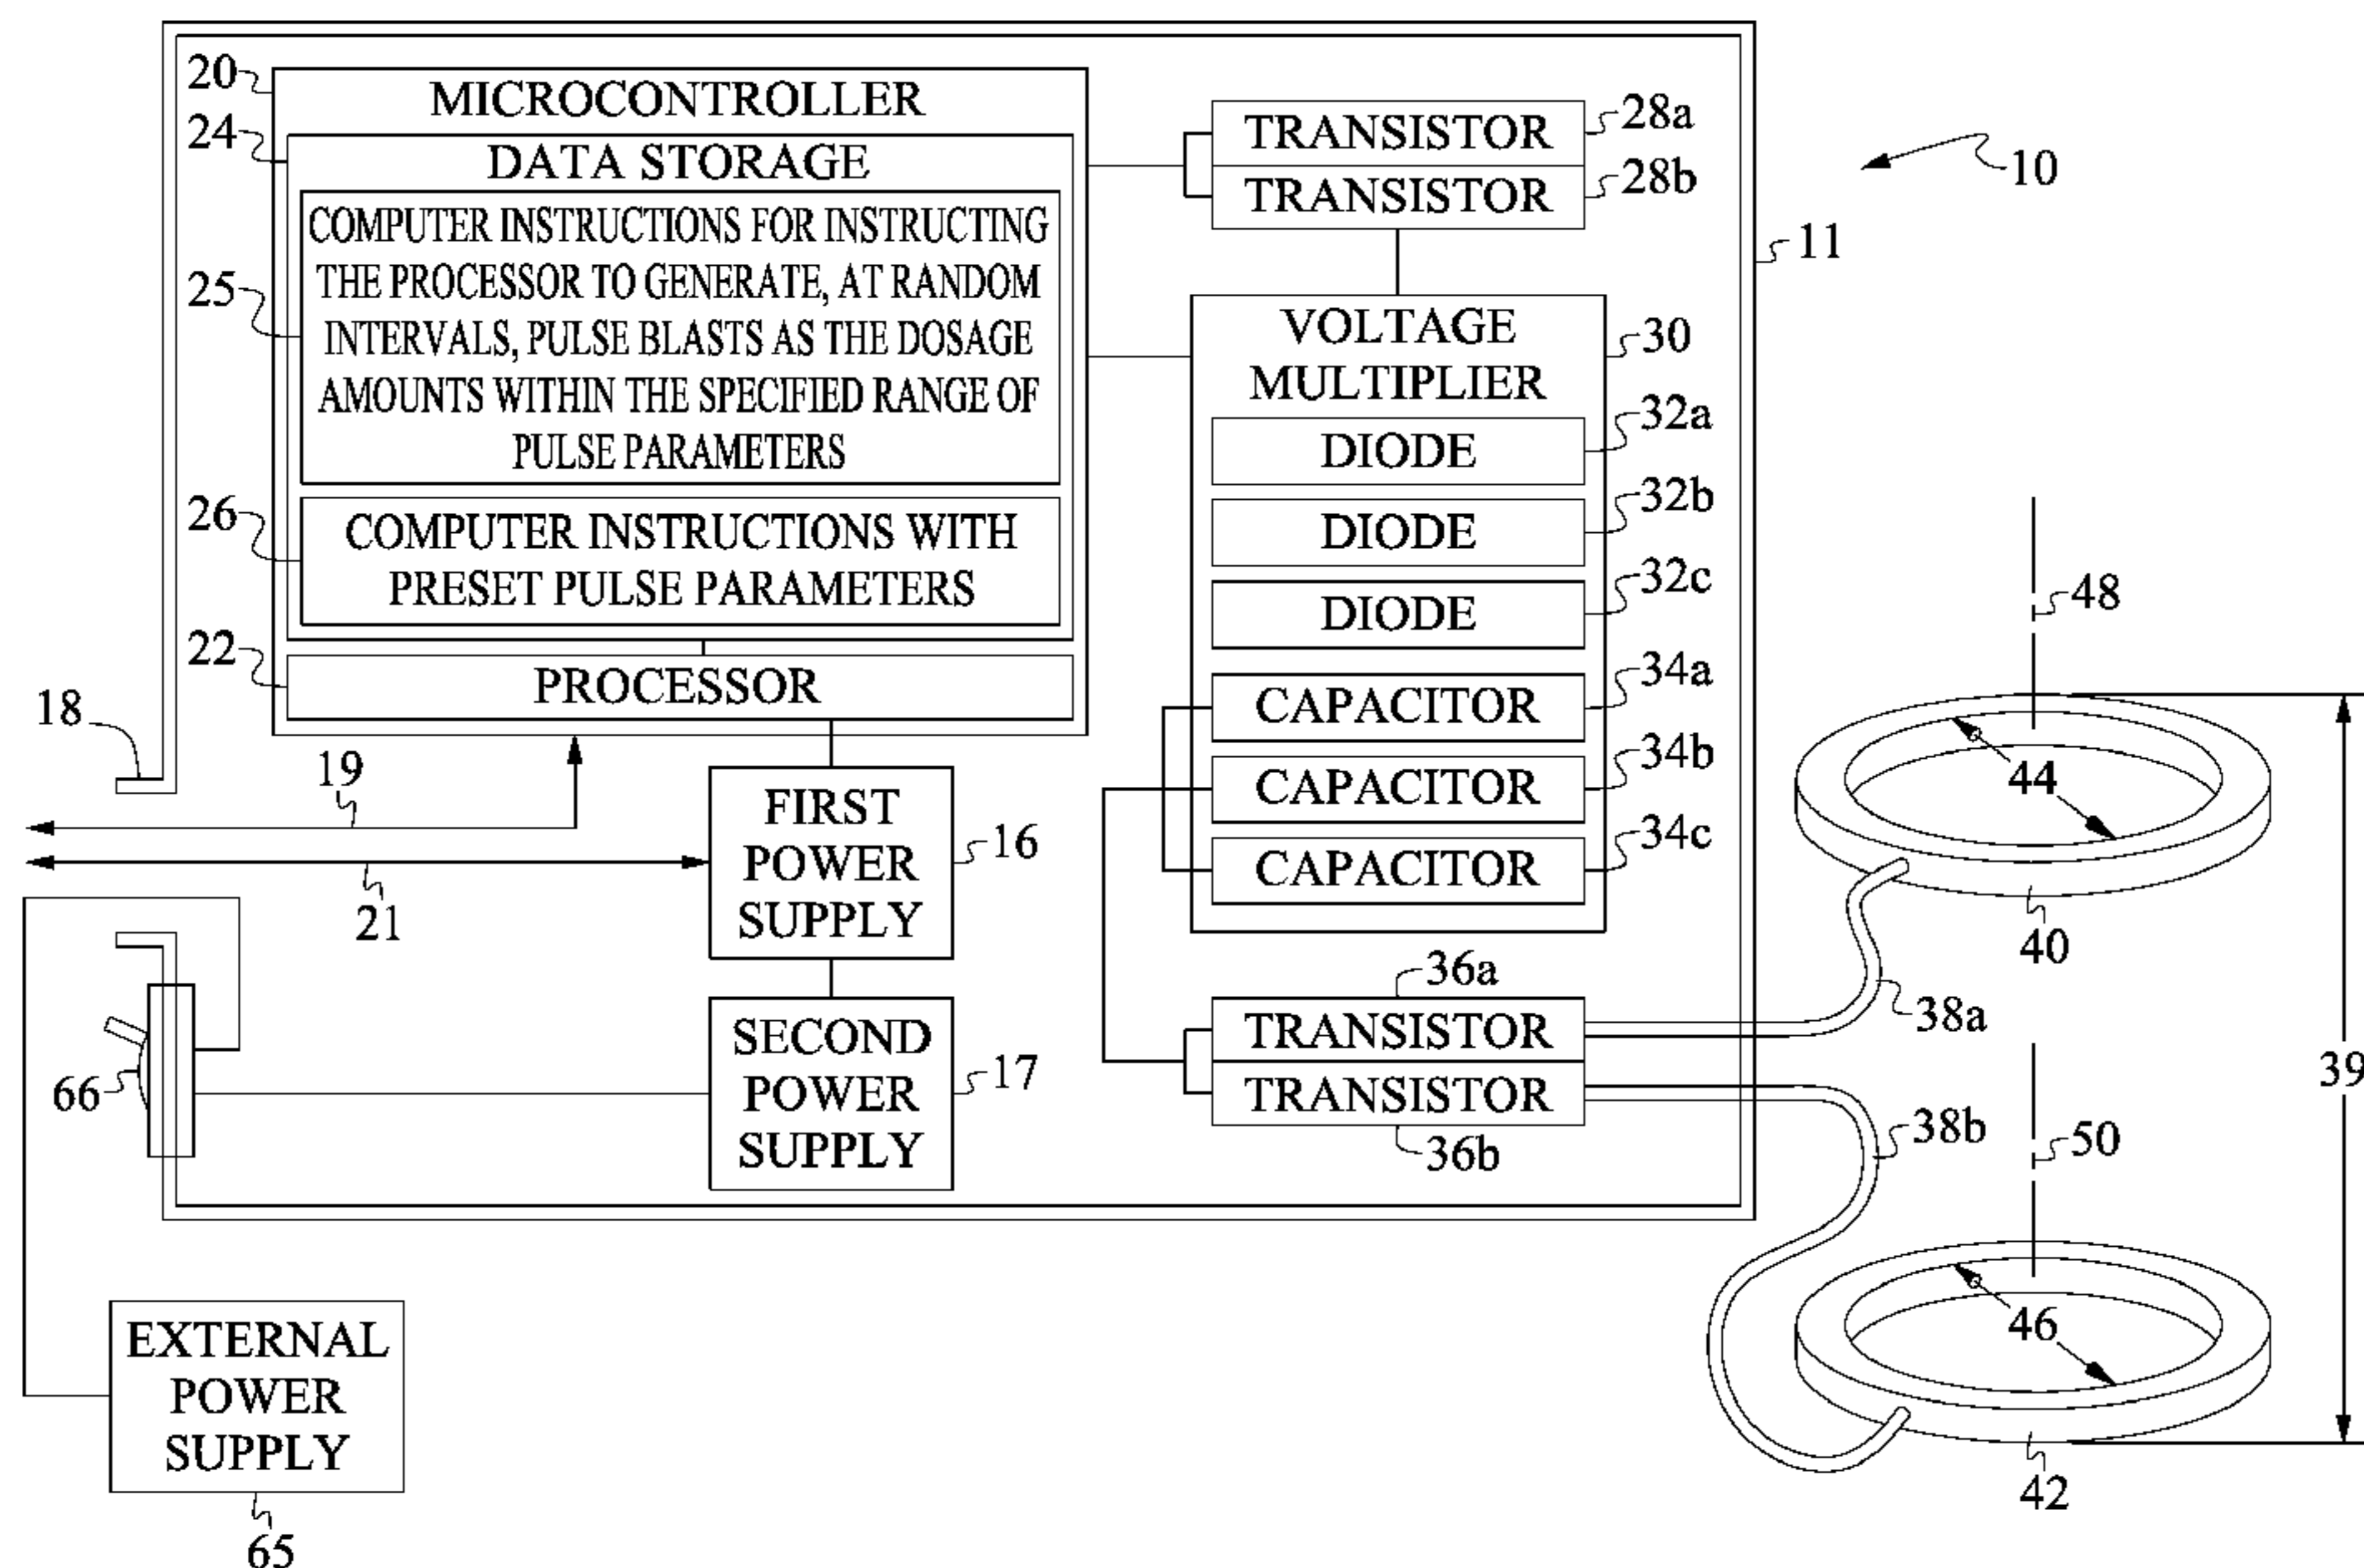 20
MICROCONTROLLER
24
DATA STORAGE
25
COMPUTER INSTRUCTIONS FOR INSTRUCTING
THE PROCESSOR TO GENERATE, AT RANDOM
INTERVALS, PULSE BLASTS AS THE DOSAGE
AMOUNTS WITHIN THE SPECIFIED RANGE OF
PULSE PARAMETERS
26
COMPUTER INSTRUCTIONS WITH
PRESET PULSE PARAMETERS
22
PROCESSOR
18
19
21
FIRST
POWER
SUPPLY
16
SECOND
POWER
SUPPLY
17
66
EXTERNAL
POWER
SUPPLY
65
TRANSISTOR
28a
TRANSISTOR
28b
10
11
VOLTAGE
MULTIPLIER
30
DIODE
32a
DIODE
32b
DIODE
32c
CAPACITOR
34a
CAPACITOR
34b
CAPACITOR
34c
36a
TRANSISTOR
TRANSISTOR
36b
38a
38b
48
44
40
39
50
46
42